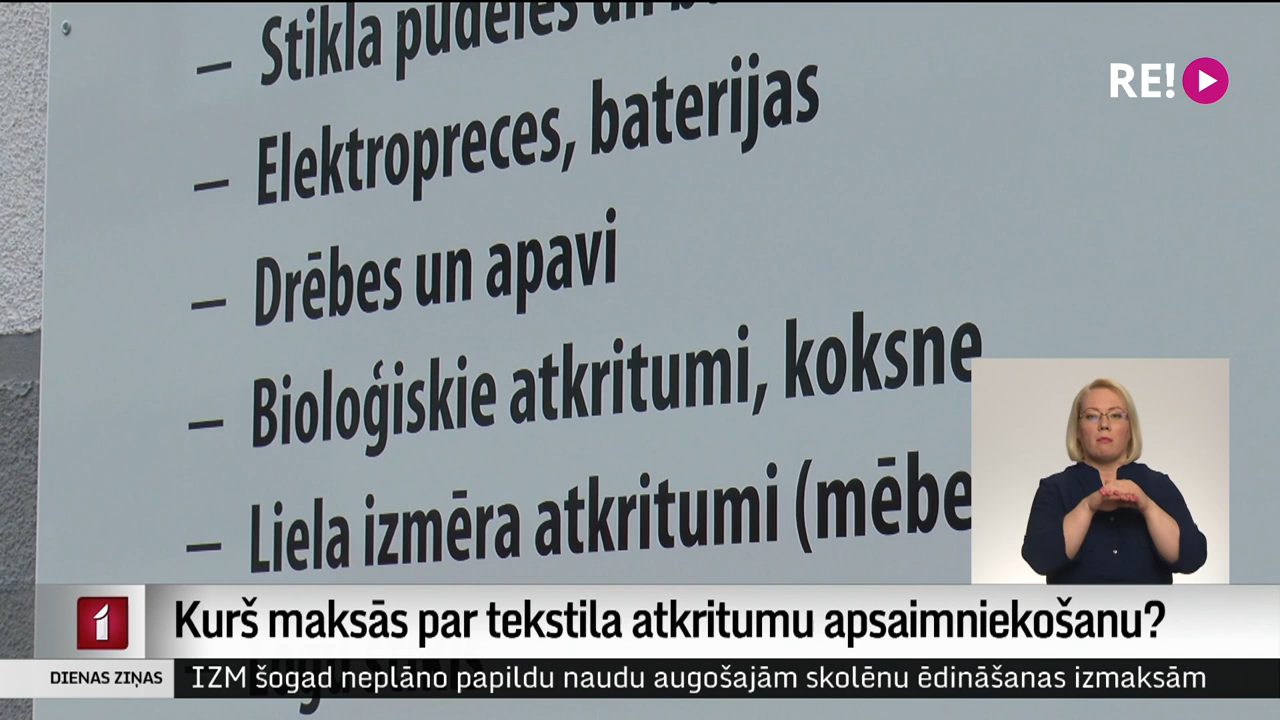 – Stikla pudeles un
RE!
– Elektropreces, baterijas
– Drēbes un apavi
– Bioloģiskie atkritumi, koksne
– Liela izmēra atkritumi (mēbe
1 Kurš maksās par tekstila atkritumu apsaimniekošanu?
DIENAS ZIŅAS IZM šogad neplāno papildu naudu augošajām skolēnu ēdināšanas izmaksām